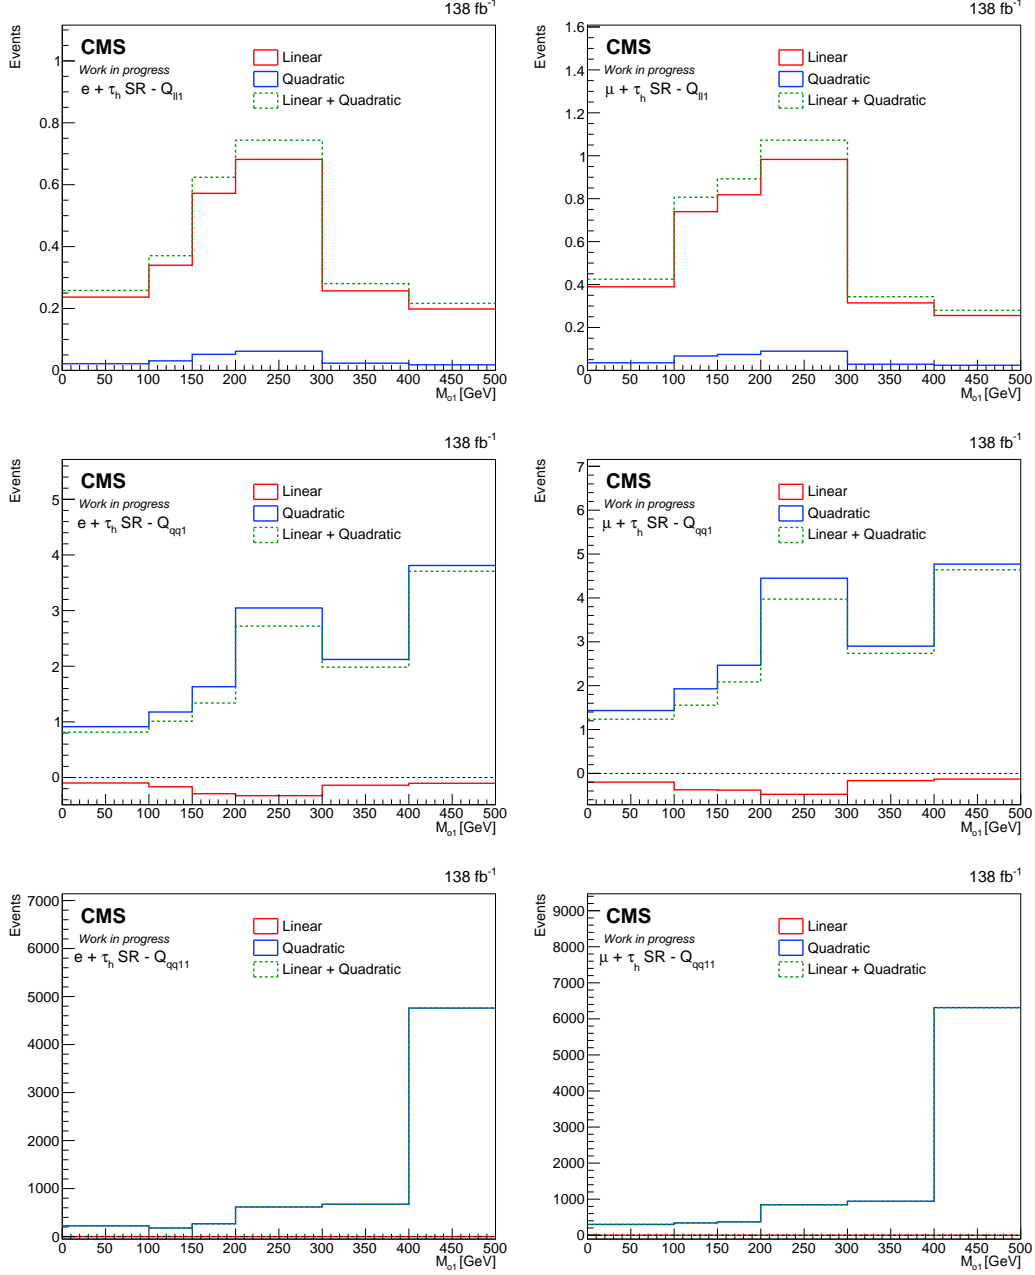 138 fb-1
Events
CMS
Work in progress
e + τh SR - Qll1
Linear
Quadratic
Linear + Quadratic
1
0.8
0.6
0.4
0.2
0
0 50 100 150 200 250 300 350 400 450 500
Mo1 [GeV]
138 fb-1
Events
CMS
Work in progress
μ + τh SR - Qll1
Linear
Quadratic
Linear + Quadratic
1.6
1.4
1.2
1
0.8
0.6
0.4
0.2
0
0 50 100 150 200 250 300 350 400 450 500
Mo1 [GeV]
138 fb-1
Events
CMS
Work in progress
e + τh SR - Qqq1
Linear
Quadratic
Linear + Quadratic
5
4
3
2
1
0
0 50 100 150 200 250 300 350 400 450 500
Mo1 [GeV]
138 fb-1
Events
CMS
Work in progress
μ + τh SR - Qqq1
Linear
Quadratic
Linear + Quadratic
7
6
5
4
3
2
1
0
0 50 100 150 200 250 300 350 400 450 500
Mo1 [GeV]
138 fb-1
Events
CMS
Work in progress
e + τh SR - Qqq11
Linear
Quadratic
Linear + Quadratic
7000
6000
5000
4000
3000
2000
1000
0
0 50 100 150 200 250 300 350 400 450 500
Mo1 [GeV]
138 fb-1
Events
CMS
Work in progress
μ + τh SR - Qqq11
Linear
Quadratic
Linear + Quadratic
9000
8000
7000
6000
5000
4000
3000
2000
1000
0
0 50 100 150 200 250 300 350 400 450 500
Mo1 [GeV]